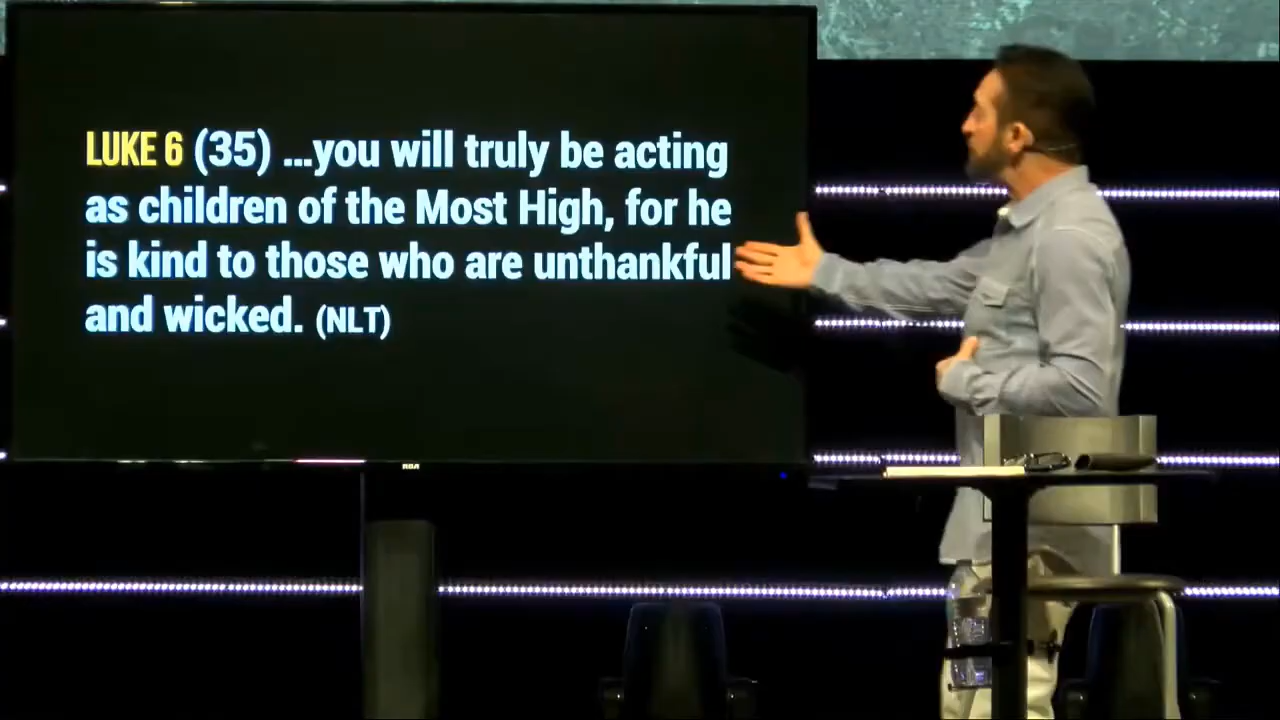 LUKE 6 (35) ...you will truly be acting
as children of the Most High, for he
is kind to those who are unthankful
and wicked. (NLT)
RCA